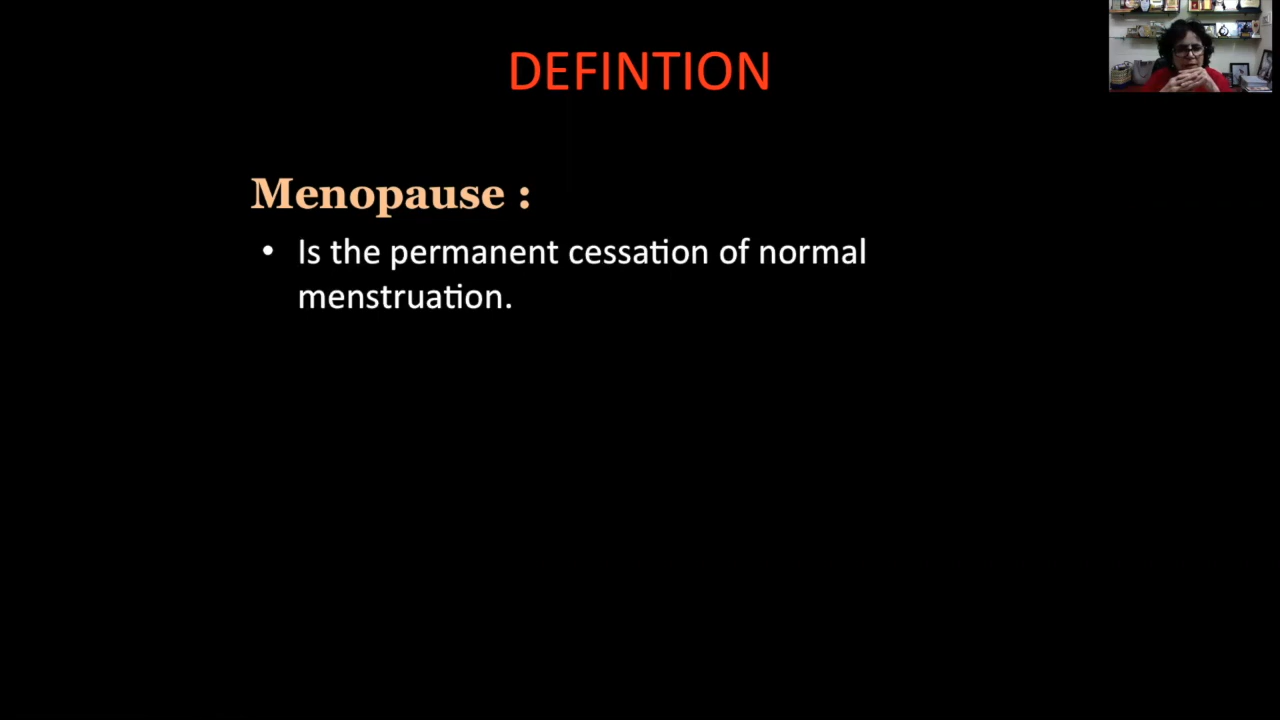 DEFINTION
Menopause :
• Is the permanent cessation of normal
menstruation.